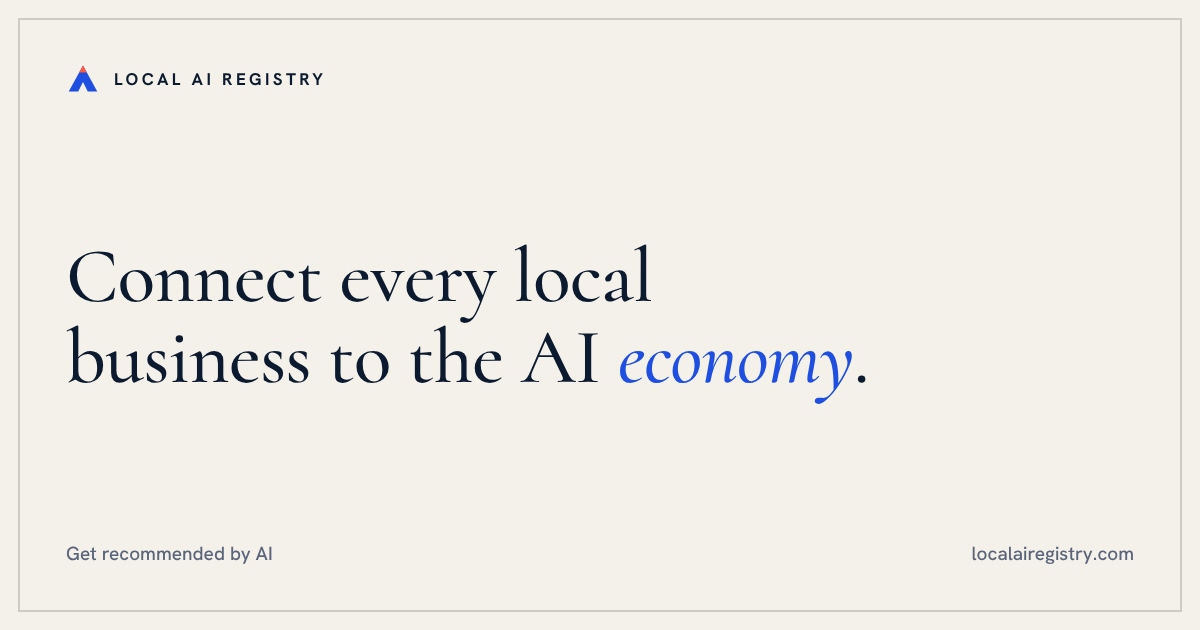 LOCAL AI REGISTRY
Connect every local
business to the AI economy.
Get recommended by AI
localairegistry.com